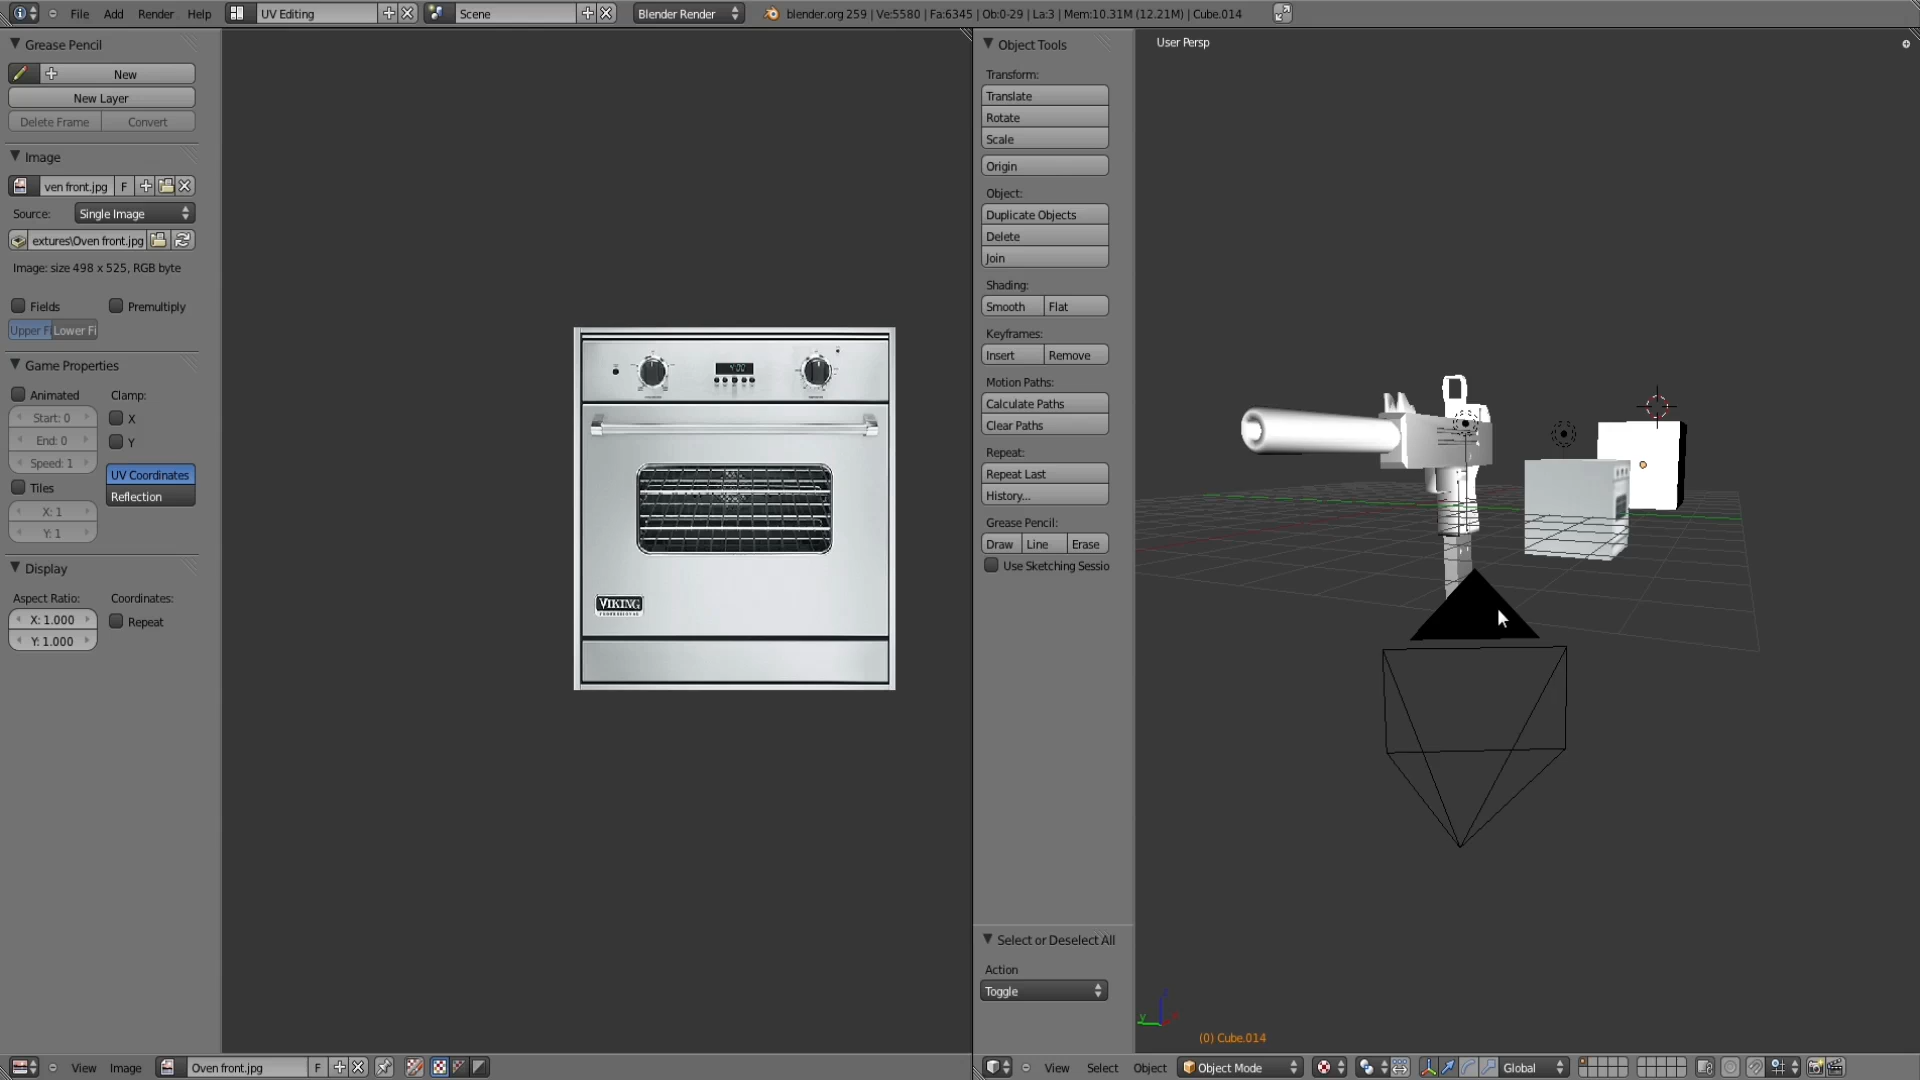 File Add Render Help UV Editing Scene Blender Render blender.org 259 | Ve:5580 | Fa:6345 | Ob:0-29 | La:3 | Mem:10.31M (12.21M) | Cube.014
Grease Pencil
New
New Layer
Delete Frame Convert
Image
ven front.jpg F
Source: Single Image
extures\Oven front.jpg
Image: size 498 x 525, RGB byte
Fields Premultiply
Upper Fi Lower Fi
Game Properties
Animated Clamp:
Start: 0 X
End: 0 Y
Speed: 1 UV Coordinates
Tiles Reflection
X: 1
Y: 1
Display
Aspect Ratio: Coordinates:
X: 1.000 Repeat
Y: 1.000
4:00
VIKING
View Image Oven front.jpg F
Object Tools
Transform:
Translate
Rotate
Scale
Origin
Object:
Duplicate Objects
Delete
Join
Shading:
Smooth Flat
Keyframes:
Insert Remove
Motion Paths:
Calculate Paths
Clear Paths
Repeat:
Repeat Last
History...
Grease Pencil:
Draw Line Erase
Use Sketching Sessio
Select or Deselect All
Action
Toggle
User Persp
(0) Cube.014
View Select Object Object Mode Global